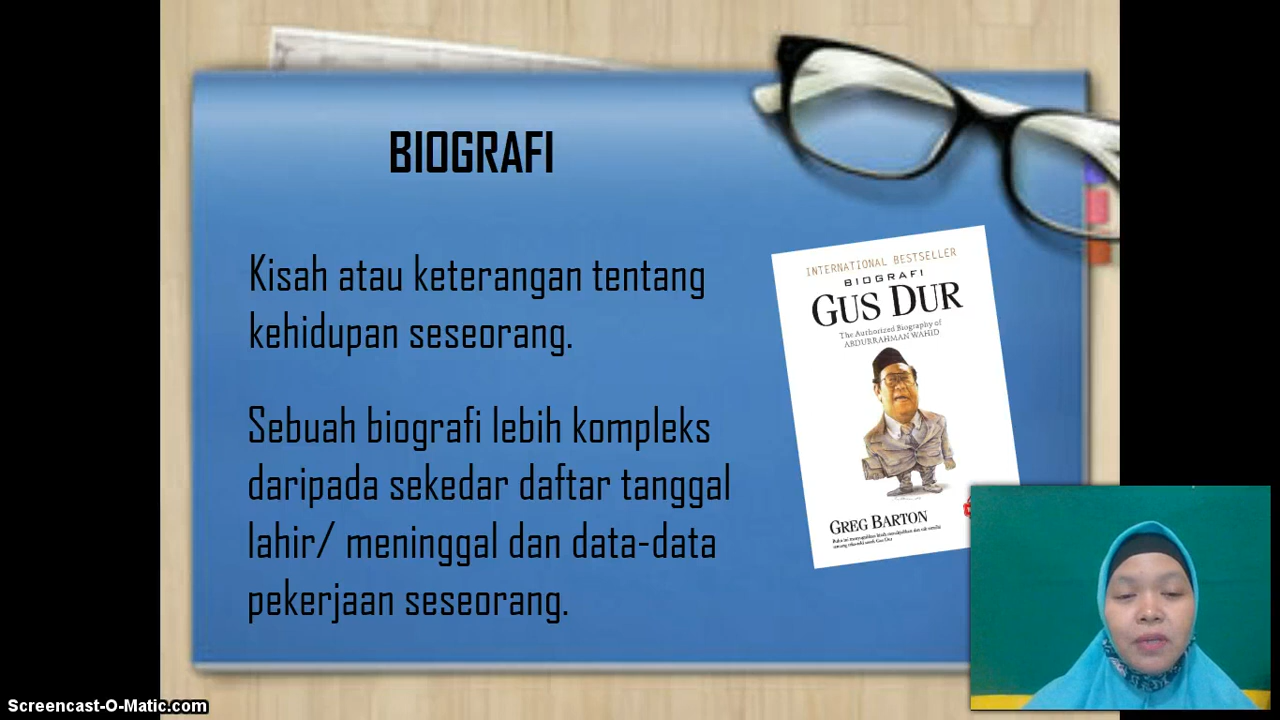 BIOGRAFI
Kisah atau keterangan tentang
kehidupan seseorang.
Sebuah biografi lebih kompleks
daripada sekedar daftar tanggal
lahir/ meninggal dan data-data
pekerjaan seseorang.
INTERNATIONAL BESTSELLER
BIOGRAFI
GUS DUR
The Authorized Biography of
ABDURRAHMAN WAHID
GREG BARTON
Screencast-O-Matic.com